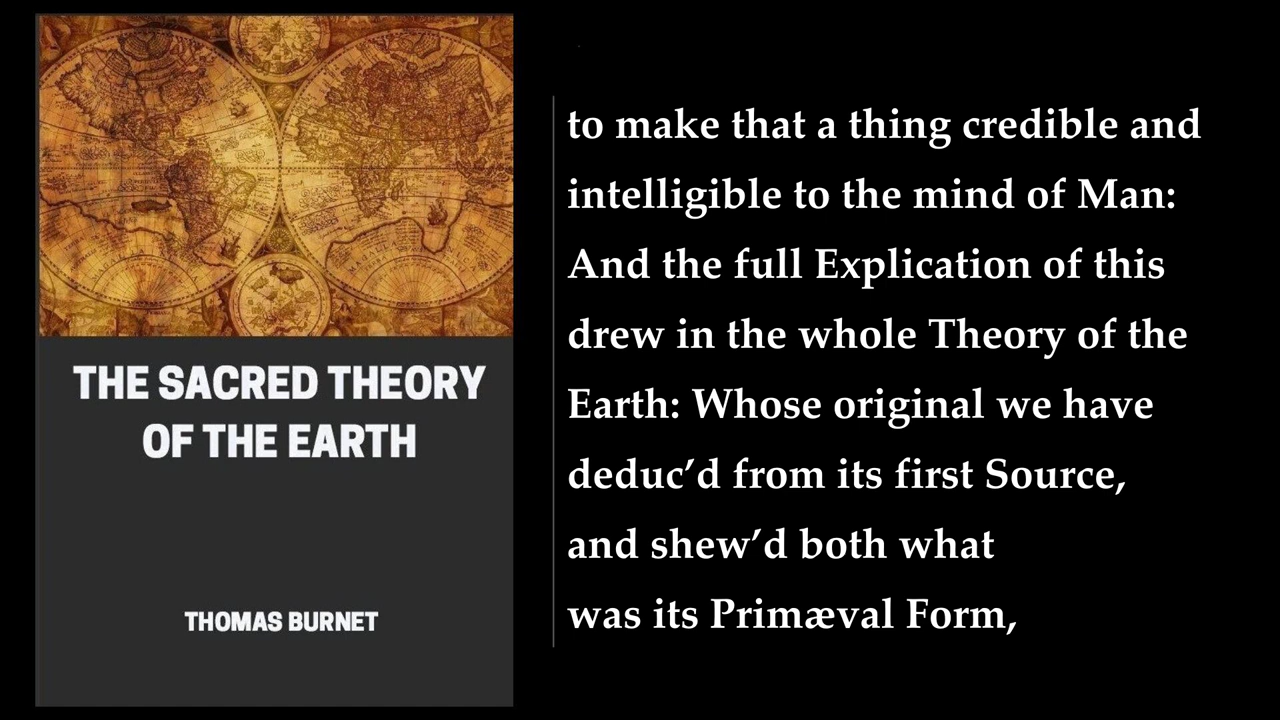 THE SACRED THEORY
OF THE EARTH
THOMAS BURNET
to make that a thing credible and
intelligible to the mind of Man:
And the full Explication of this
drew in the whole Theory of the
Earth: Whose original we have
deduc’d from its first Source,
and shew’d both what
was its Primæval Form,